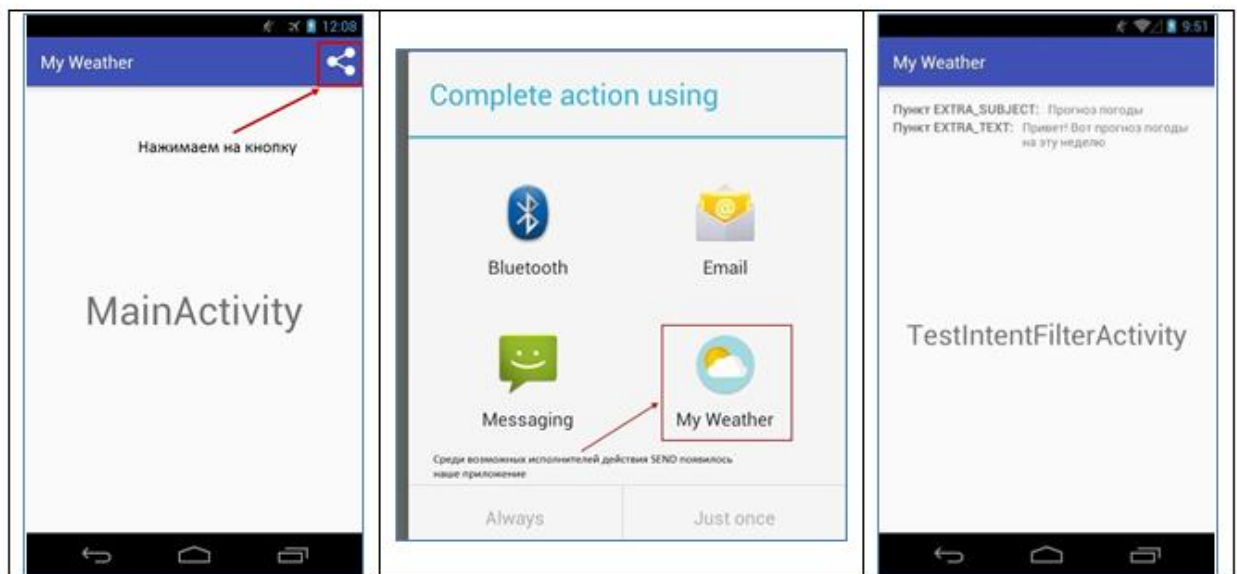 12:08
My Weather
Нажимаем на кнопку
MainActivity
Complete action using
Bluetooth
Email
Messaging
My Weather
Среди возможных исполнителей действия SEND появилось
наше приложение
Always
Just once
9:51
My Weather
Пункт EXTRA_SUBJECT: Прогноз погоды
Пункт EXTRA_TEXT: Привет! Вот прогноз погоды
на эту неделю
TestIntentFilterActivity